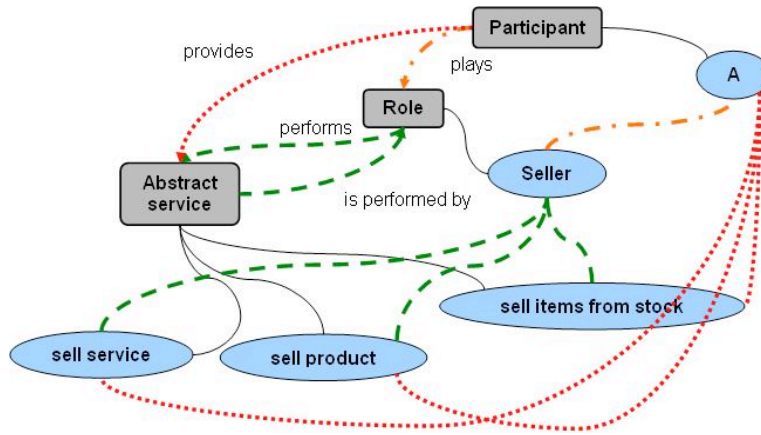 Participant
provides
plays
A
Role
performs
Abstract
service
Seller
is performed by
sell items from stock
sell service
sell product